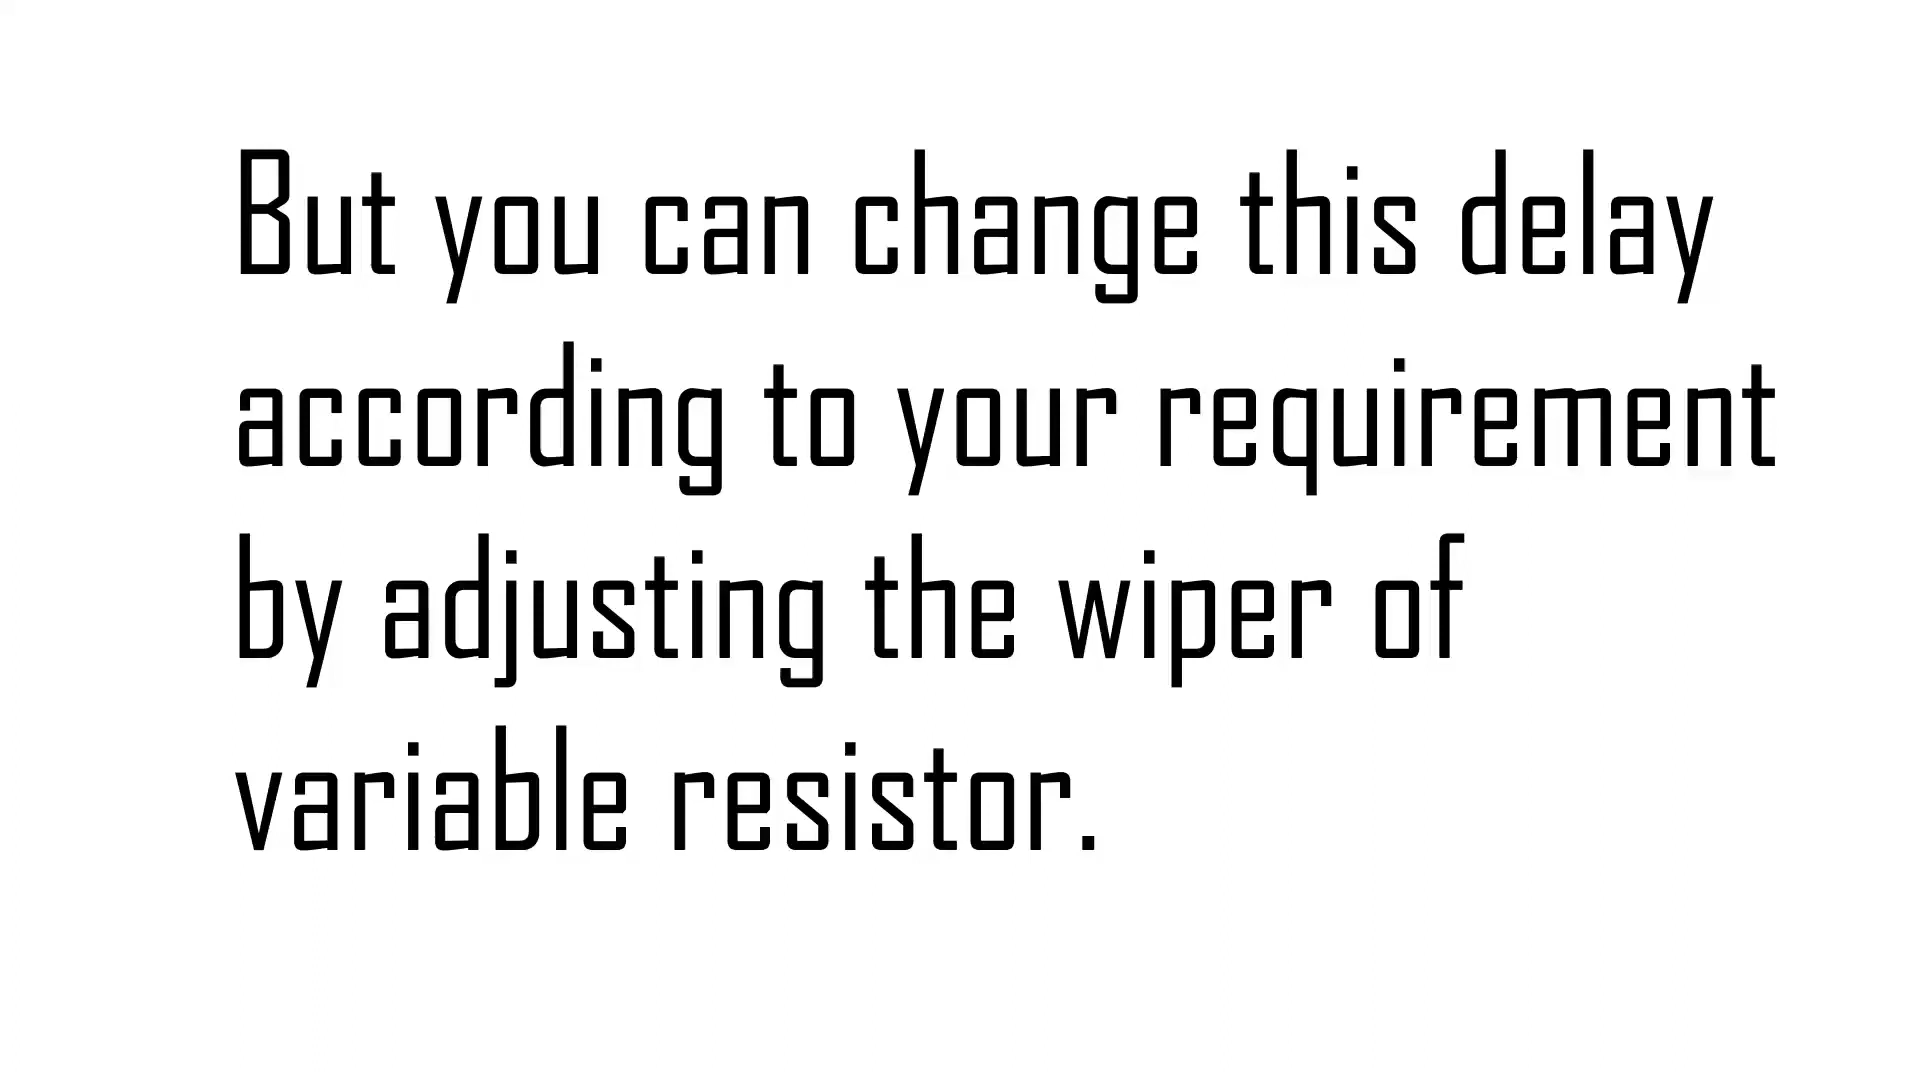 But you can change this delay
according to your requirement
by adjusting the wiper of
variable resistor.